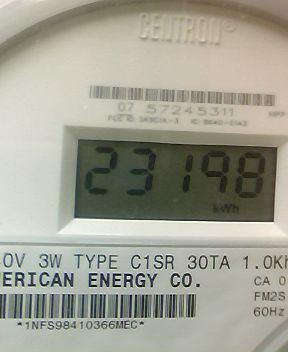 CENTRON®
07 57245311
23198
kWh
0V 3W TYPE C1SR 30TA 1.0Kh
ERICAN ENERGY CO.
CA 0
FM2S
60Hz
*1NFS98410366MEC*